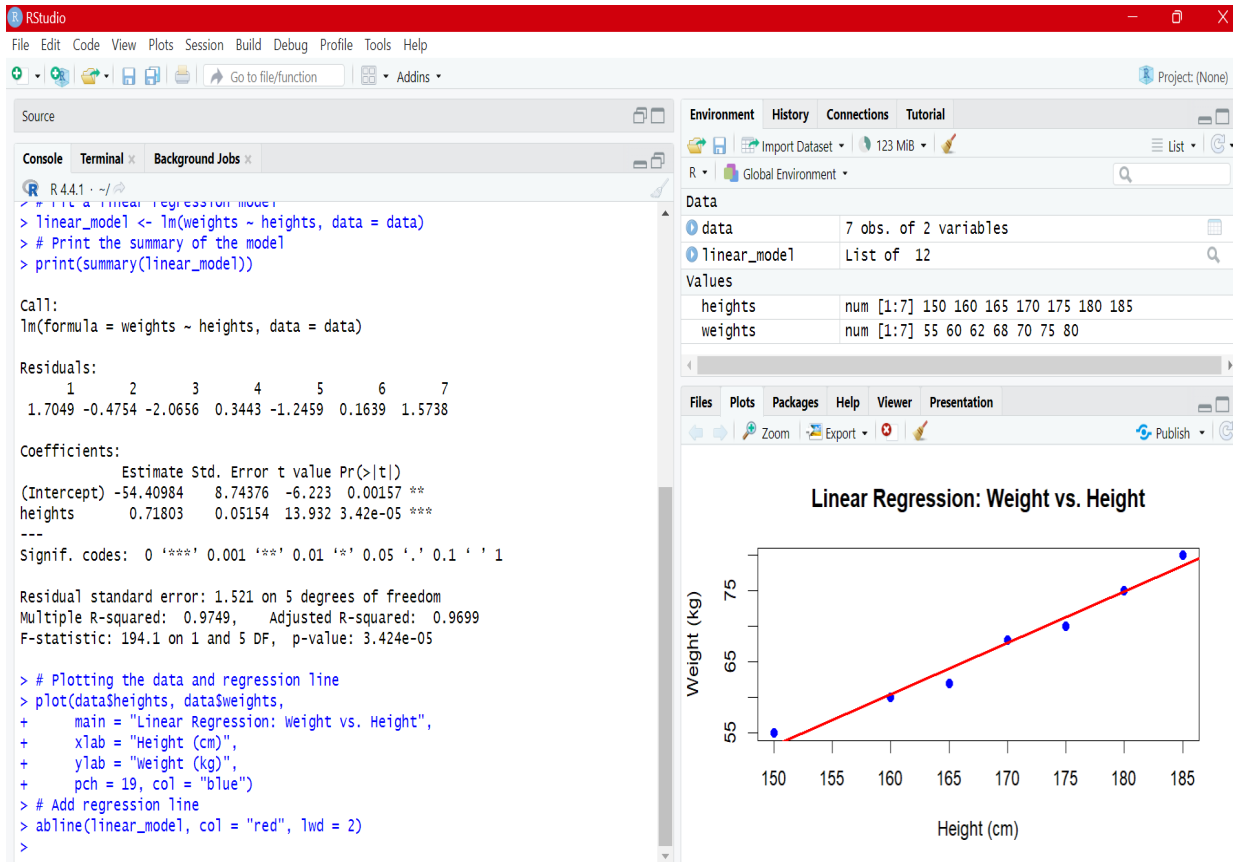 RStudio
File Edit Code View Plots Session Build Debug Profile Tools Help
Go to file/function Addins Project: (None)
Source
Console Terminal Background Jobs
R 4.4.1 · ~/
> # Fit a linear regression model
> linear_model <- lm(weights ~ heights, data = data)
> # Print the summary of the model
> print(summary(linear_model))
Call:
lm(formula = weights ~ heights, data = data)
Residuals:
1 2 3 4 5 6 7
1.7049 -0.4754 -2.0656 0.3443 -1.2459 0.1639 1.5738
Coefficients:
Estimate Std. Error t value Pr(>|t|)
(Intercept) -54.40984 8.74376 -6.223 0.00157 **
heights 0.71803 0.05154 13.932 3.42e-05 ***
---
Signif. codes: 0 ‘***’ 0.001 ‘**’ 0.01 ‘*’ 0.05 ‘.’ 0.1 ‘ ’ 1
Residual standard error: 1.521 on 5 degrees of freedom
Multiple R-squared: 0.9749, Adjusted R-squared: 0.9699
F-statistic: 194.1 on 1 and 5 DF, p-value: 3.424e-05
> # Plotting the data and regression line
> plot(data$heights, data$weights,
+ main = "Linear Regression: Weight vs. Height",
+ xlab = "Height (cm)",
+ ylab = "Weight (kg)",
+ pch = 19, col = "blue")
> # Add regression line
> abline(linear_model, col = "red", lwd = 2)
>
Environment History Connections Tutorial
Import Dataset 123 MiB List
R Global Environment
Data
data 7 obs. of 2 variables
linear_model List of 12
Values
heights num [1:7] 150 160 165 170 175 180 185
weights num [1:7] 55 60 62 68 70 75 80
Files Plots Packages Help Viewer Presentation
Zoom Export Publish
Linear Regression: Weight vs. Height
Weight (kg)
75
65
55
150 155 160 165 170 175 180 185
Height (cm)